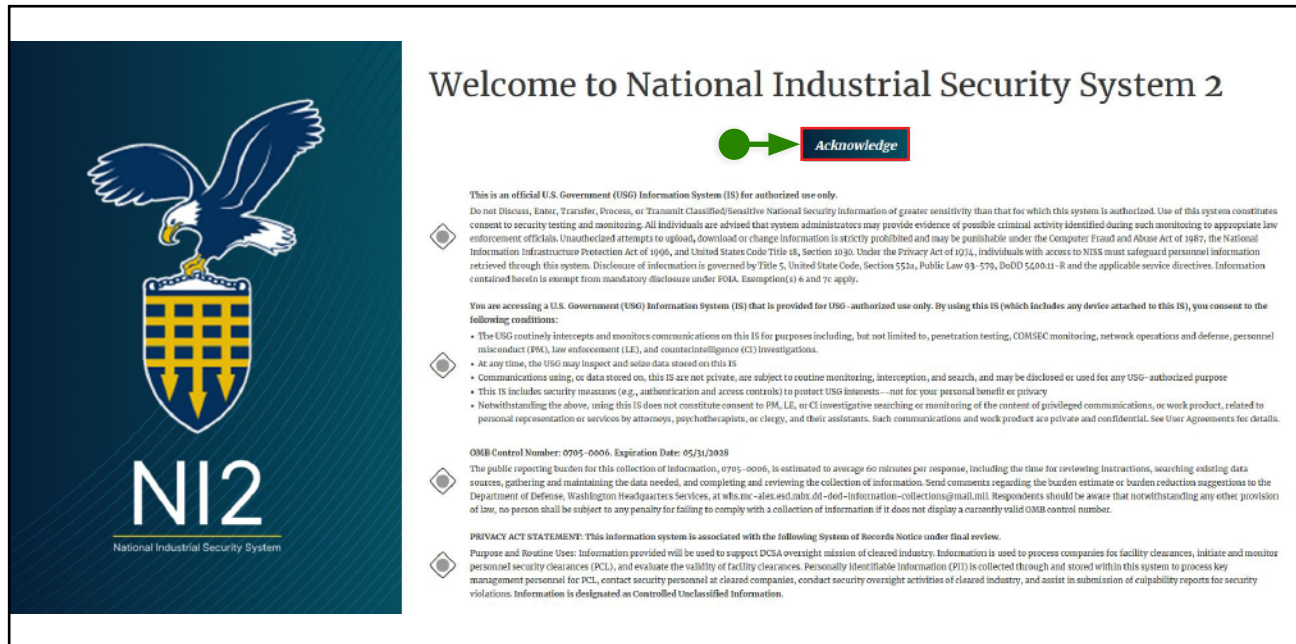 Welcome to National Industrial Security System 2
Acknowledge
This is an official U.S. Government (USG) Information System (IS) for authorized use only.
Do not Discuss, Enter, Transfer, Process, or Transmit Classified/Sensitive National Security information of greater sensitivity than that for which this system is authorized. Use of this system constitutes
consent to security testing and monitoring. All individuals are advised that system administrators may provide evidence of possible criminal activity identified during such monitoring to appropriate law
enforcement officials. Unauthorized attempts to upload, download or change information is strictly prohibited and may be punishable under the Computer Fraud and Abuse Act of 1987, the National
Information Infrastructure Protection Act of 1996, and United States Code Title 18, Section 1030. Under the Privacy Act of 1974, individuals with access to NISS must safeguard personnel information
retrieved through this system. Disclosure of information is governed by Title 5, United State Code, Section 552a, Public Law 93-579, DoDD 5400.11-R and the applicable service directives. Information
contained herein is exempt from mandatory disclosure under FOIA. Exemption(s) 6 and 7c apply.
You are accessing a U.S. Government (USG) Information System (IS) that is provided for USG-authorized use only. By using this IS (which includes any device attached to this IS), you consent to the
following conditions:
• The USG routinely intercepts and monitors communications on this IS for purposes including, but not limited to, penetration testing, COMSEC monitoring, network operations and defense, personnel
misconduct (PM), law enforcement (LE), and counterintelligence (CI) investigations.
• At any time, the USG may inspect and seize data stored on this IS
• Communications using, or data stored on, this IS are not private, are subject to routine monitoring, interception, and search, and may be disclosed or used for any USG-authorized purpose
• This IS includes security measures (e.g., authentication and access controls) to protect USG interests--not for your personal benefit or privacy
• Notwithstanding the above, using this IS does not constitute consent to PM, LE, or CI investigative searching or monitoring of the content of privileged communications, or work product, related to
personal representation or services by attorneys, psychotherapists, or clergy, and their assistants. Such communications and work product are private and confidential. See User Agreements for details.
OMB Control Number: 0705-0006. Expiration Date: 05/31/2028
The public reporting burden for this collection of information, 0705-0006, is estimated to average 60 minutes per response, including the time for reviewing instructions, searching existing data
sources, gathering and maintaining the data needed, and completing and reviewing the collection of information. Send comments regarding the burden estimate or burden reduction suggestions to the
Department of Defense, Washington Headquarters Services, at whs.mc-alex.esd.mbx.dd-dod-information-collections@mail.mil. Respondents should be aware that notwithstanding any other provision
of law, no person shall be subject to any penalty for failing to comply with a collection of information if it does not display a currently valid OMB control number.
PRIVACY ACT STATEMENT: This information system is associated with the following System of Records Notice under final review.
Purpose and Routine Uses: Information provided will be used to support DCSA oversight mission of cleared industry. Information is used to process companies for facility clearances, initiate and monitor
personnel security clearances (PCL), and evaluate the validity of facility clearances. Personally Identifiable Information (PII) is collected through and stored within this system to process key
management personnel for PCL, contact security personnel at cleared companies, conduct security oversight activities of cleared industry, and assist in submission of culpability reports for security
violations. Information is designated as Controlled Unclassified Information.
NI2
National Industrial Security System